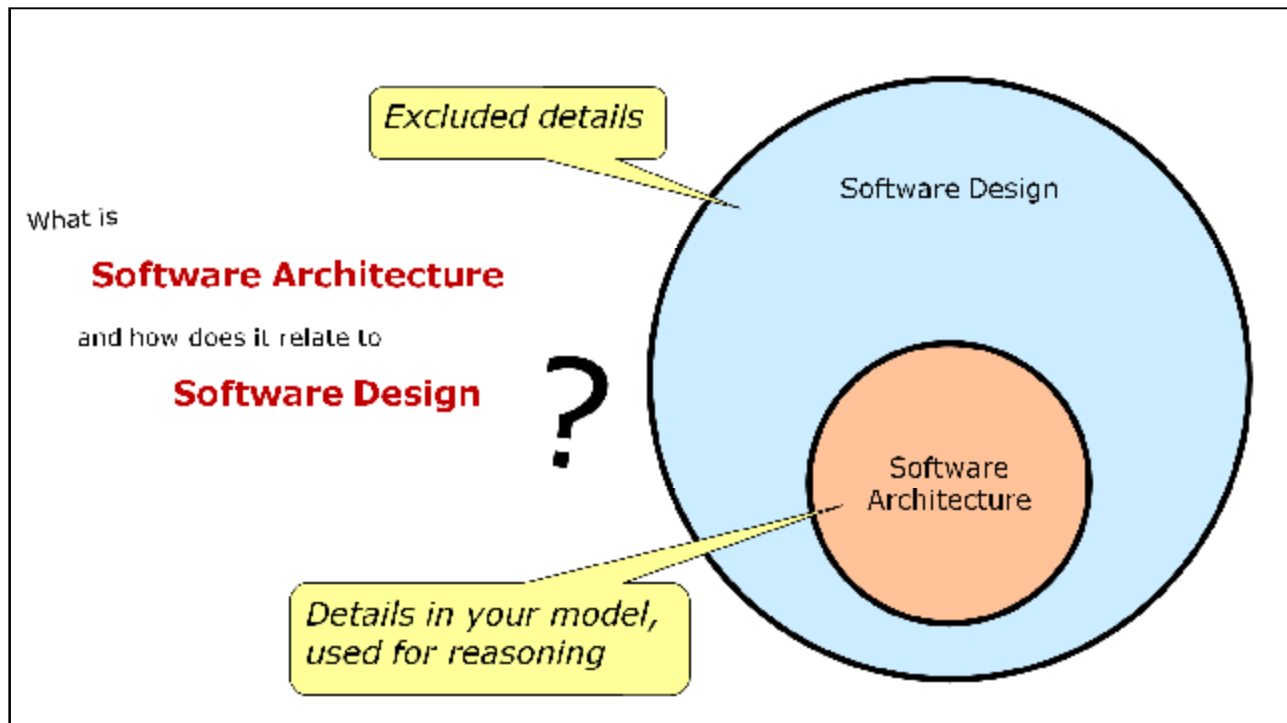 What is
Software Architecture
and how does it relate to
Software Design
?
Excluded details
Software Design
Software
Architecture
Details in your model,
used for reasoning